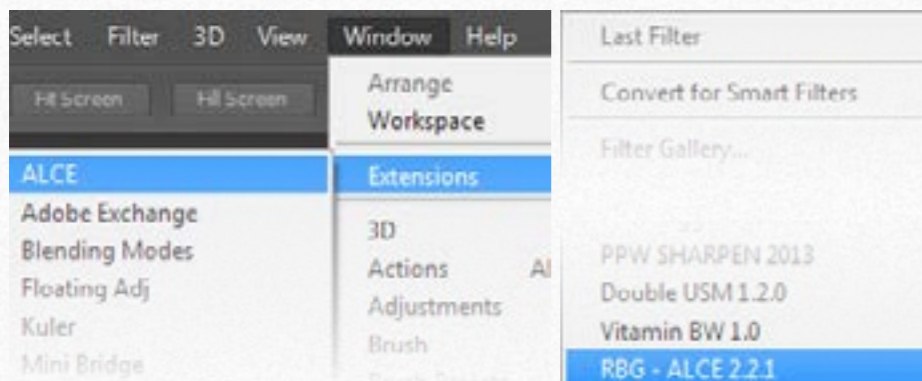 Select Filter 3D View Window Help
Fit Screen Fill Screen
Arrange
Workspace
Extensions
3D
Actions Al
Adjustments
Brush
ALCE
Adobe Exchange
Blending Modes
Floating Adj
Kuler
Mini Bridge
Last Filter
Convert for Smart Filters
Filter Gallery...
PPW SHARPEN 2013
Double USM 1.2.0
Vitamin BW 1.0
RBG - ALCE 2.2.1